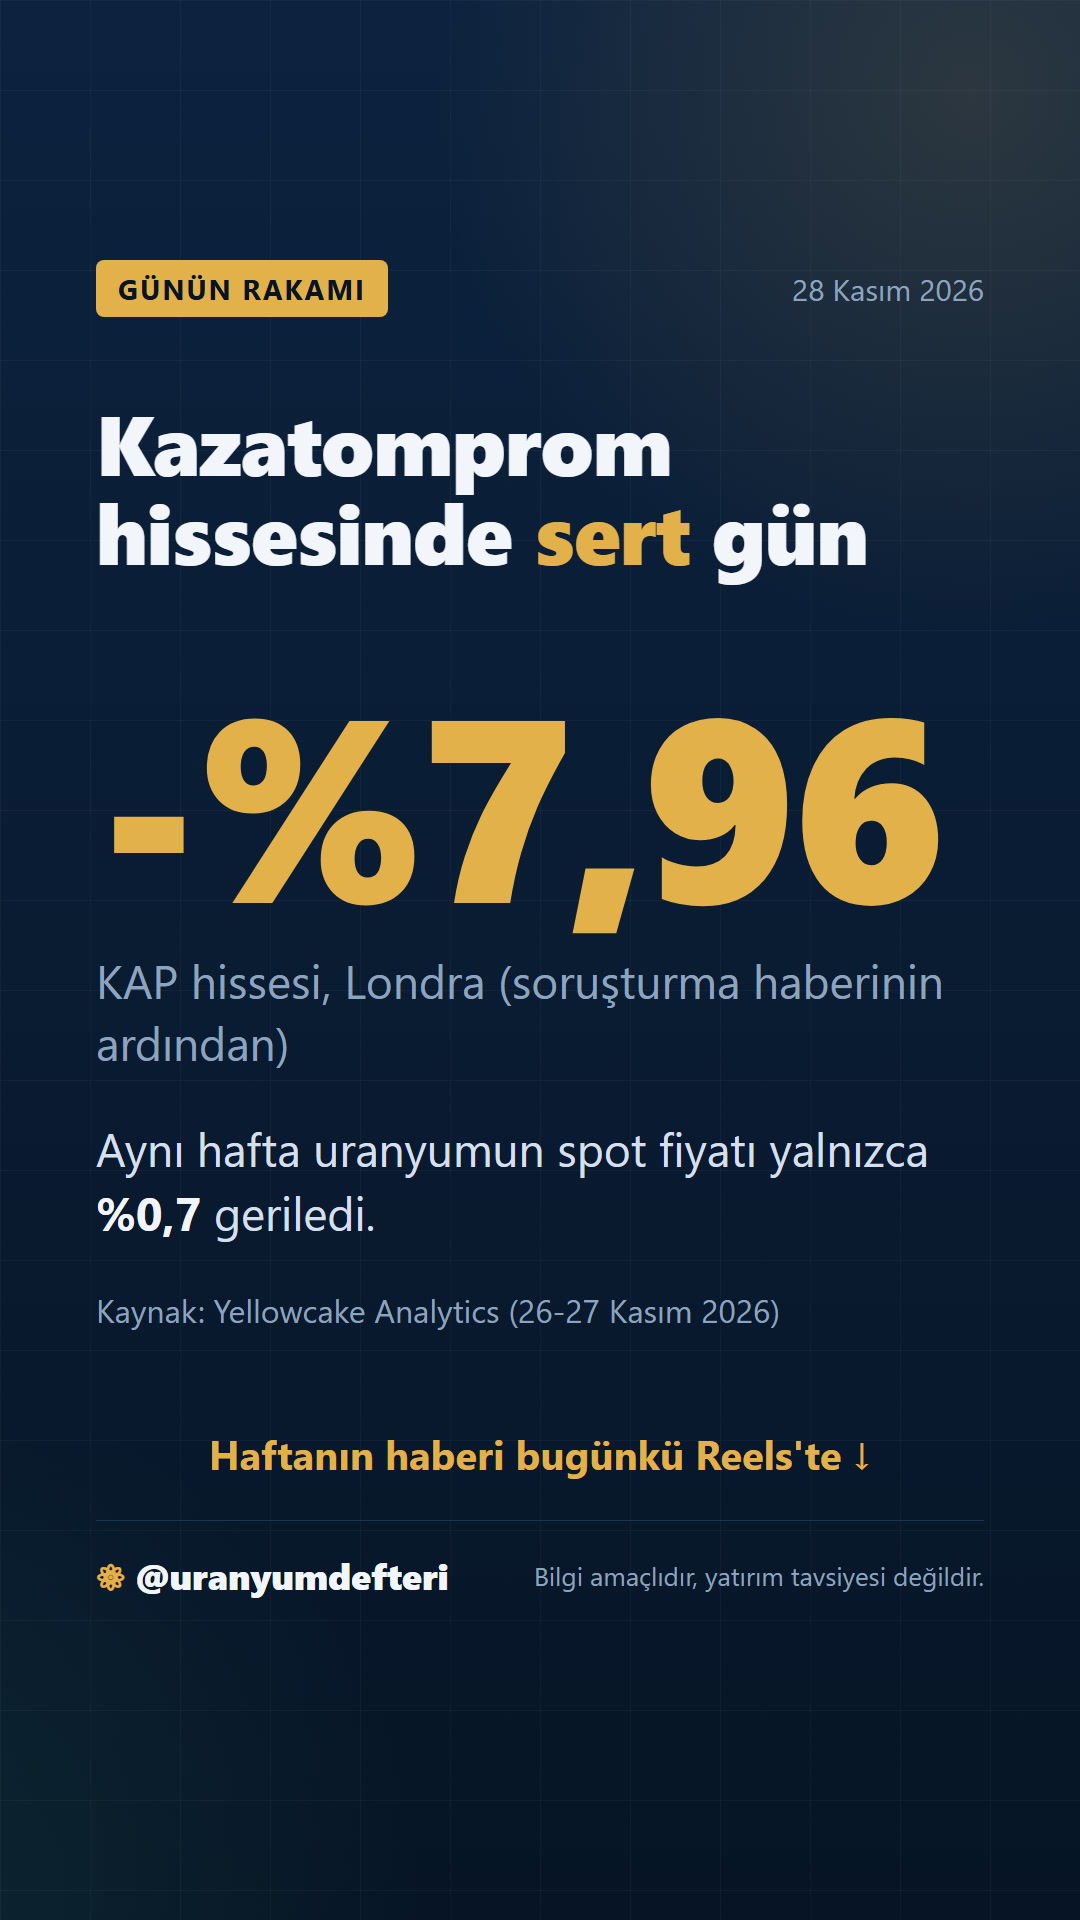 GÜNÜN RAKAMI
28 Kasım 2026
Kazatomprom
hissesinde sert gün
-%7,96
KAP hissesi, Londra (soruşturma haberinin
ardından)
Aynı hafta uranyumun spot fiyatı yalnızca
%0,7 geriledi.
Kaynak: Yellowcake Analytics (26-27 Kasım 2026)
Haftanın haberi bugünkü Reels'te ↓
@uranyumdefteri
Bilgi amaçlıdır, yatırım tavsiyesi değildir.